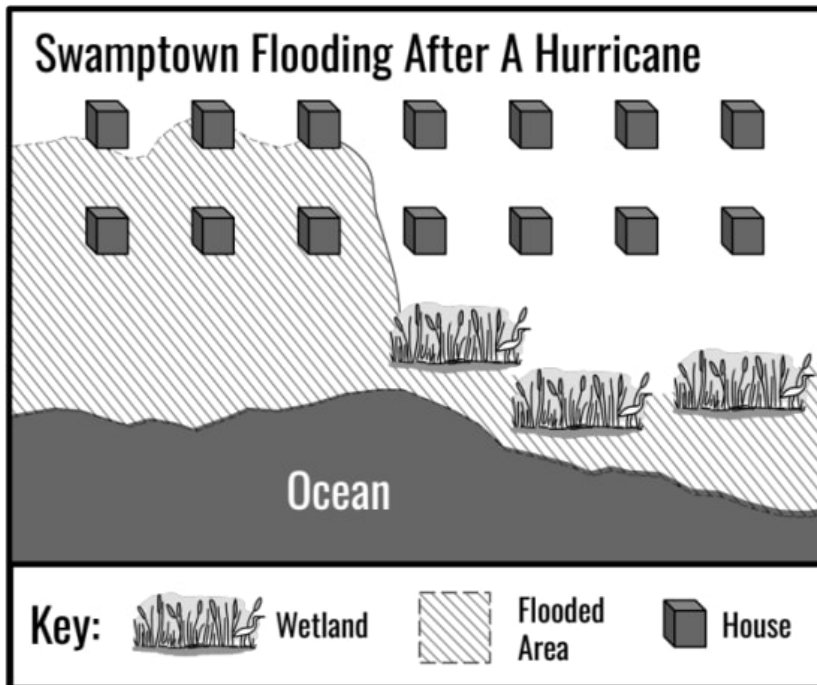 Swamptown Flooding After A Hurricane
Ocean
Key:
Wetland
Flooded
Area
House